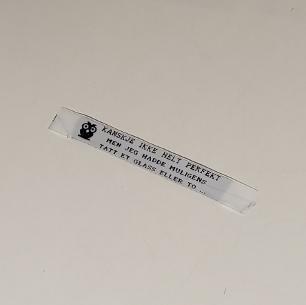 KANSKJE IKKE HELT PERFEKT
MEN JEG HADDE MULIGENS
TATT ET GLASS ELLER TO ...